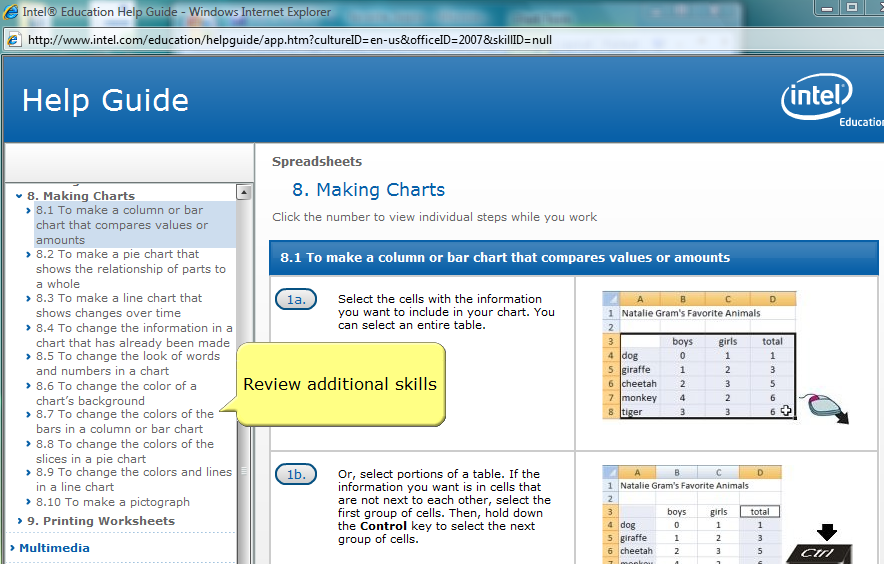 Intel® Education Help Guide - Windows Internet Explorer
http://www.intel.com/education/helpguide/app.htm?cultureID=en-us&officeID=2007&skillID=null
Help Guide
intel
Education
8. Making Charts
8.1 To make a column or bar
chart that compares values or
amounts
8.2 To make a pie chart that
shows the relationship of parts to
a whole
8.3 To make a line chart that
shows changes over time
8.4 To change the information in a
chart that has already been made
8.5 To change the look of words
and numbers in a chart
8.6 To change the color of a
chart's background
8.7 To change the colors of the
bars in a column or bar chart
8.8 To change the colors of the
slices in a pie chart
8.9 To change the colors and lines
in a line chart
8.10 To make a pictograph
9. Printing Worksheets
Multimedia
Review additional skills
Spreadsheets
8. Making Charts
Click the number to view individual steps while you work
8.1 To make a column or bar chart that compares values or amounts
1a.
Select the cells with the information
you want to include in your chart. You
can select an entire table.
A B C D
1 Natalie Gram's Favorite Animals
2
3 boys girls total
4 dog 0 1 1
5 giraffe 1 2 3
6 cheetah 2 3 5
7 monkey 4 2 6
8 tiger 3 3 6
1b.
Or, select portions of a table. If the
information you want is in cells that
are not next to each other, select the
first group of cells. Then, hold down
the Control key to select the next
group of cells.
A B C D
1 Natalie Gram's Favorite Animals
2
3 boys girls total
4 dog 0 1 1
5 giraffe 1 2 3
6 cheetah 2 3 5
Ctrl